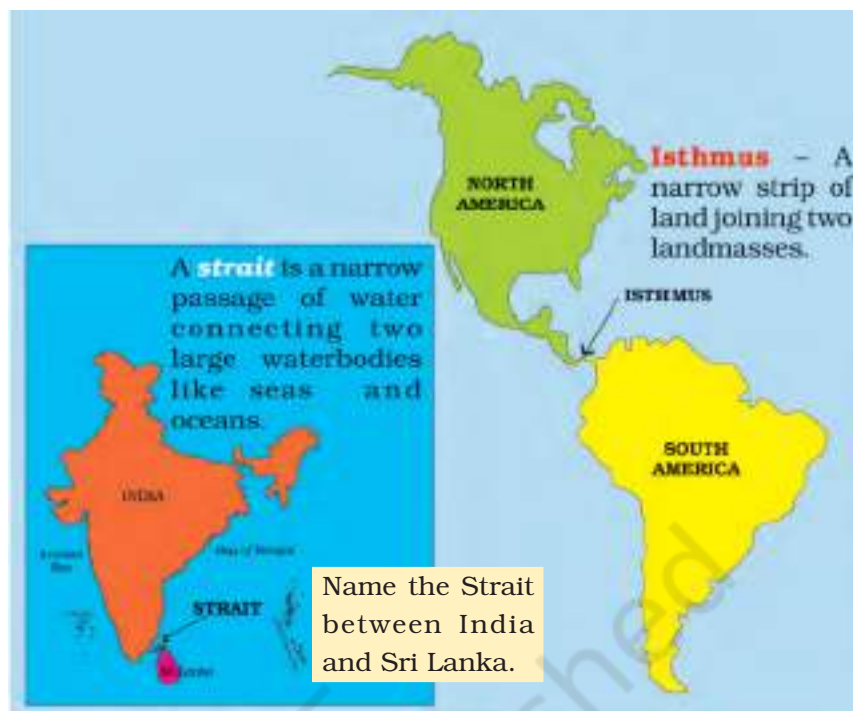 NORTH
AMERICA
Isthmus – A
narrow strip of
land joining two
landmasses.
ISTHMUS
A strait is a narrow
passage of water
connecting two
large waterbodies
like seas and
oceans.
INDIA
Bay of Bengal
STRAIT
Name the Strait
between India
and Sri Lanka.
SOUTH
AMERICA
shed